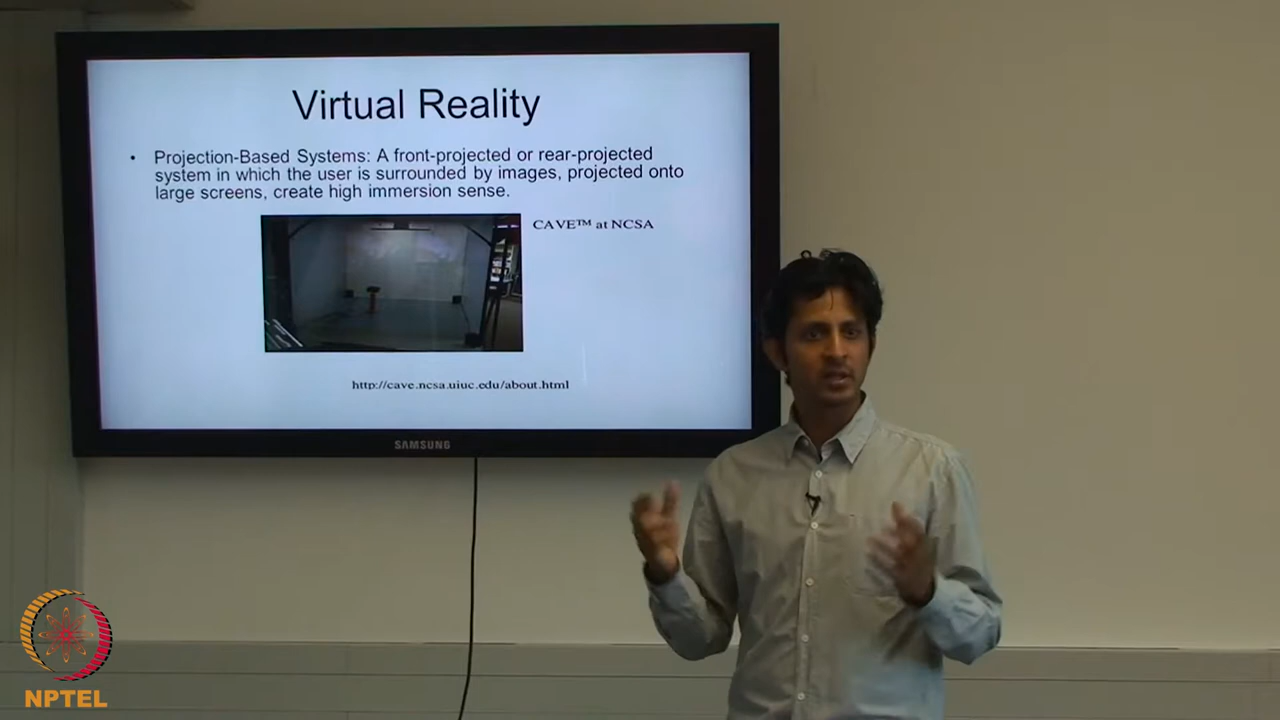 Virtual Reality
• Projection-Based Systems: A front-projected or rear-projected
system in which the user is surrounded by images, projected onto
large screens, create high immersion sense.
CAVE™ at NCSA
http://cave.ncsa.uiuc.edu/about.html
SAMSUNG
NPTEL